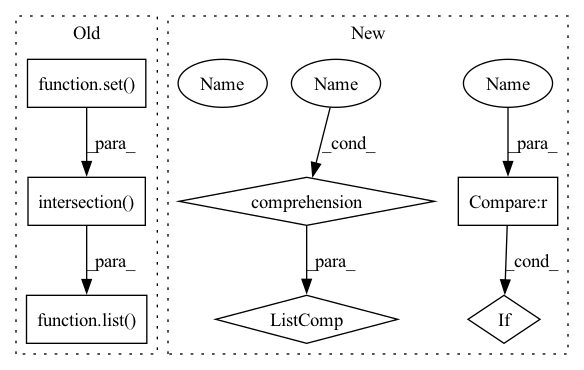 Old
New
function.set()
Name
Name
Name
_para_
_cond_
_para_
intersection()
comprehension
Compare:r
_para_
_para_
_cond_
function.list()
ListComp
If